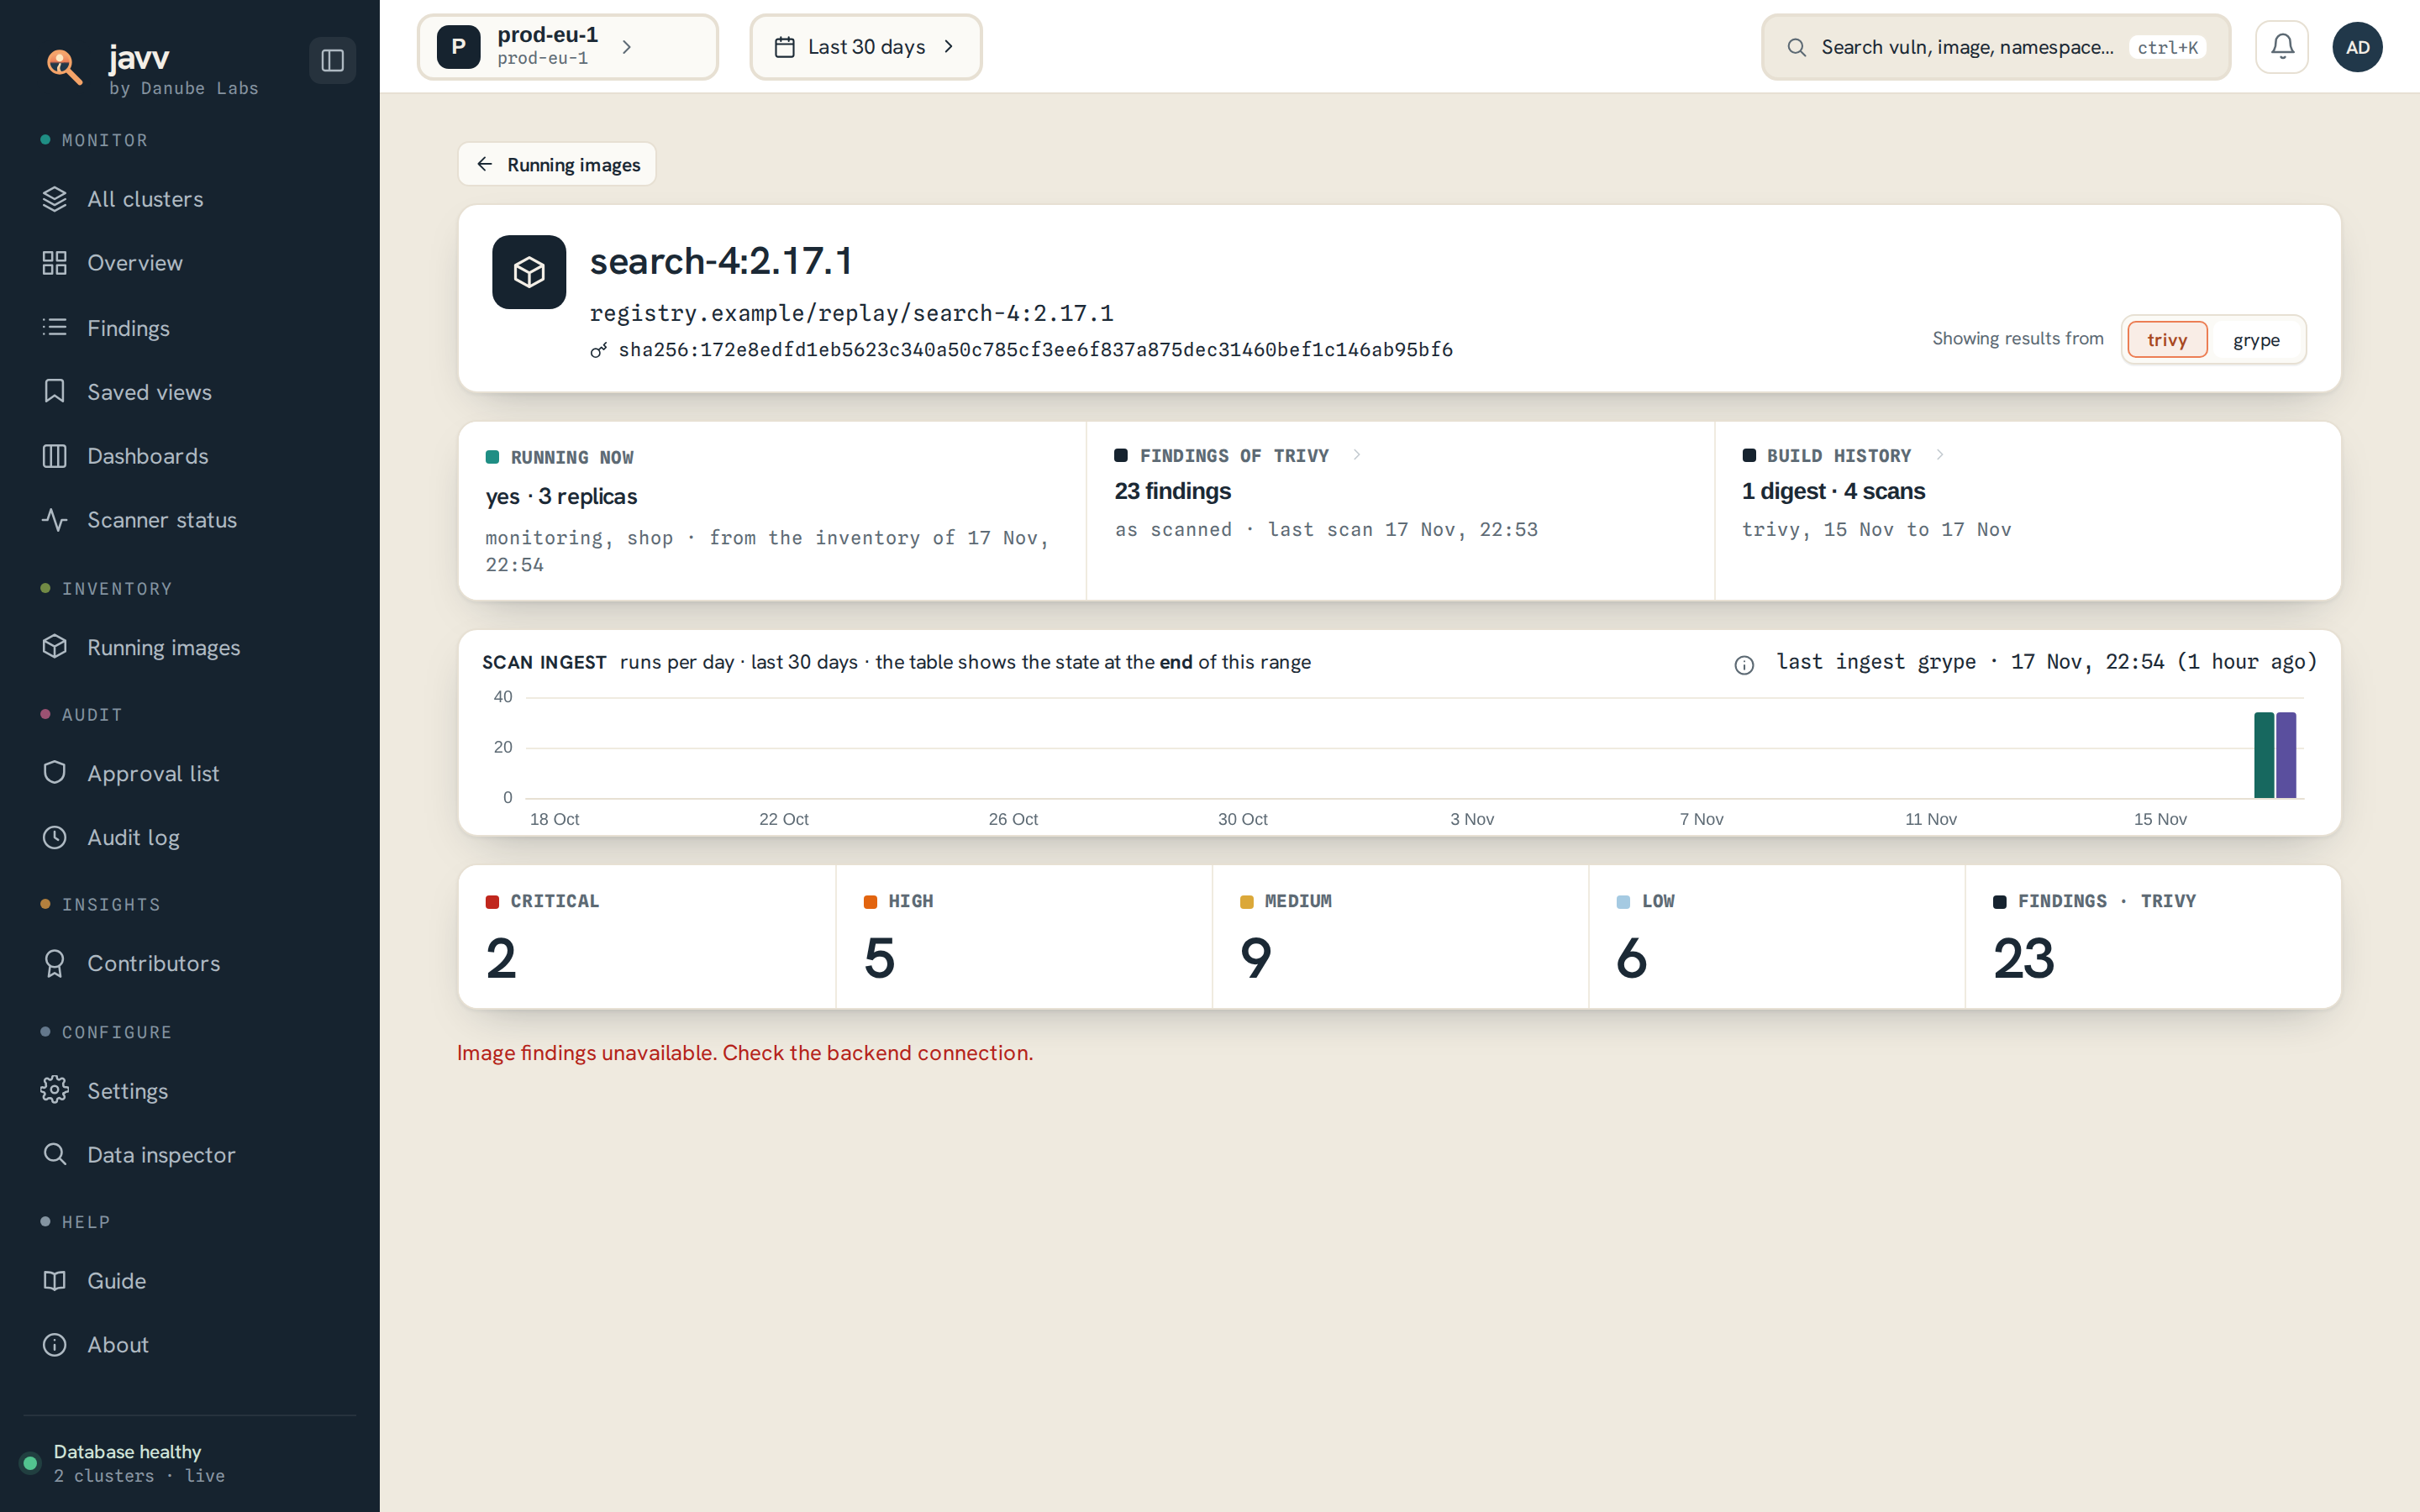 javv
by Danube Labs
MONITOR
All clusters
Overview
Findings
Saved views
Dashboards
Scanner status
INVENTORY
Running images
AUDIT
Approval list
Audit log
INSIGHTS
Contributors
CONFIGURE
Settings
Data inspector
HELP
Guide
About
Database healthy
2 clusters · live
P
prod-eu-1
prod-eu-1
Last 30 days
Search vuln, image, namespace...
ctrl+K
AD
Running images
search-4:2.17.1
registry.example/replay/search-4:2.17.1
sha256:172e8edfd1eb5623c340a50c785cf3ee6f837a875dec31460bef1c146ab95bf6
Showing results from
trivy
grype
RUNNING NOW
yes · 3 replicas
monitoring, shop · from the inventory of 17 Nov,
22:54
FINDINGS OF TRIVY
23 findings
as scanned · last scan 17 Nov, 22:53
BUILD HISTORY
1 digest · 4 scans
trivy, 15 Nov to 17 Nov
SCAN INGEST runs per day · last 30 days · the table shows the state at the end of this range
last ingest grype · 17 Nov, 22:54 (1 hour ago)
40
20
0
18 Oct
22 Oct
26 Oct
30 Oct
3 Nov
7 Nov
11 Nov
15 Nov
CRITICAL
2
HIGH
5
MEDIUM
9
LOW
6
FINDINGS · TRIVY
23
Image findings unavailable. Check the backend connection.